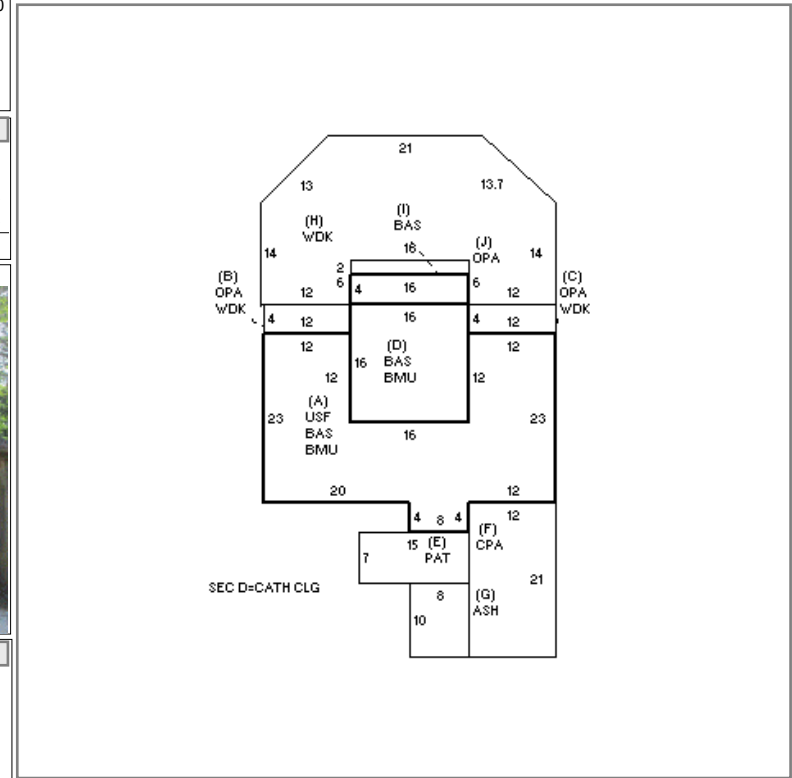 21
13
13.7
(I)
BAS
(H)
WDK
16
(J)
OPA
14
14
2
6
4
16
6
(B)
OPA
WDK
(C)
OPA
WDK
12
12
4
12
16
4
12
12
12
(D)
BAS
BMU
16
12
12
(A)
USF
BAS
BMU
23
23
16
20
12
4
8
4
12
(F)
CPA
15
(E)
PAT
7
21
SEC D=CATH CLG
8
(G)
ASH
10